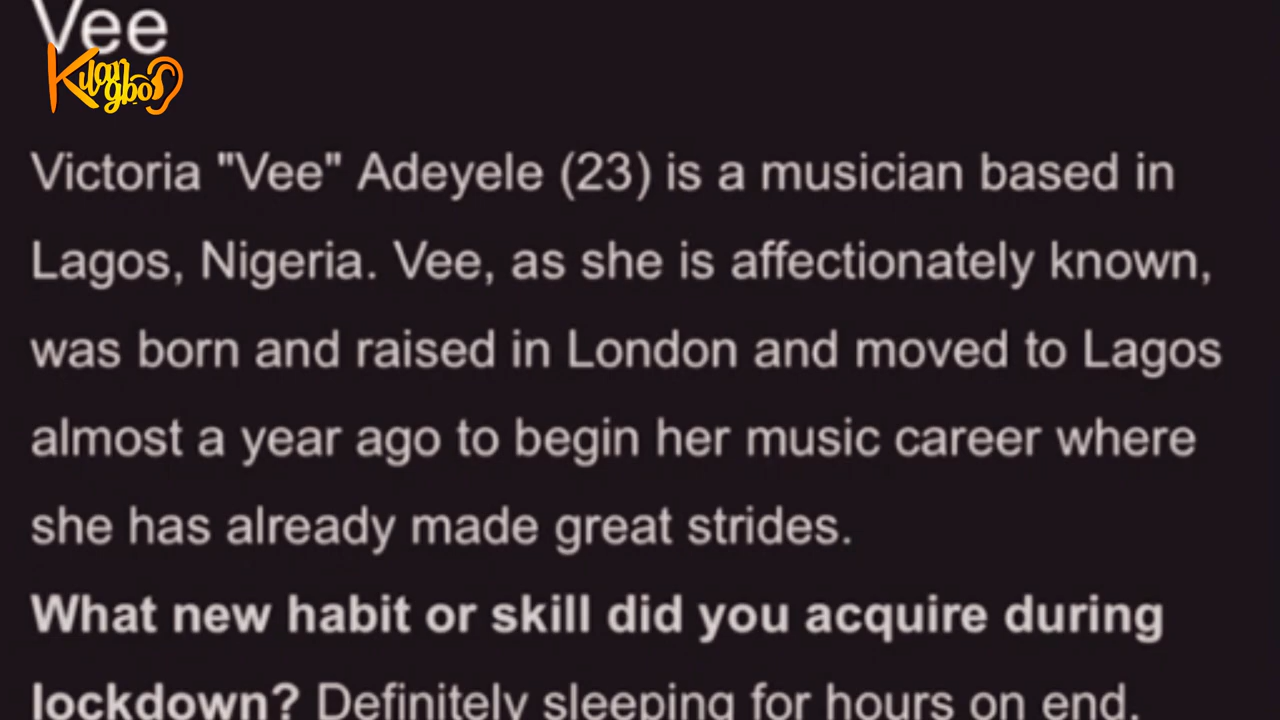 Vee
Kilon gbo
Victoria "Vee" Adeyele (23) is a musician based in
Lagos, Nigeria. Vee, as she is affectionately known,
was born and raised in London and moved to Lagos
almost a year ago to begin her music career where
she has already made great strides.
What new habit or skill did you acquire during
lockdown? Definitely sleeping for hours on end.